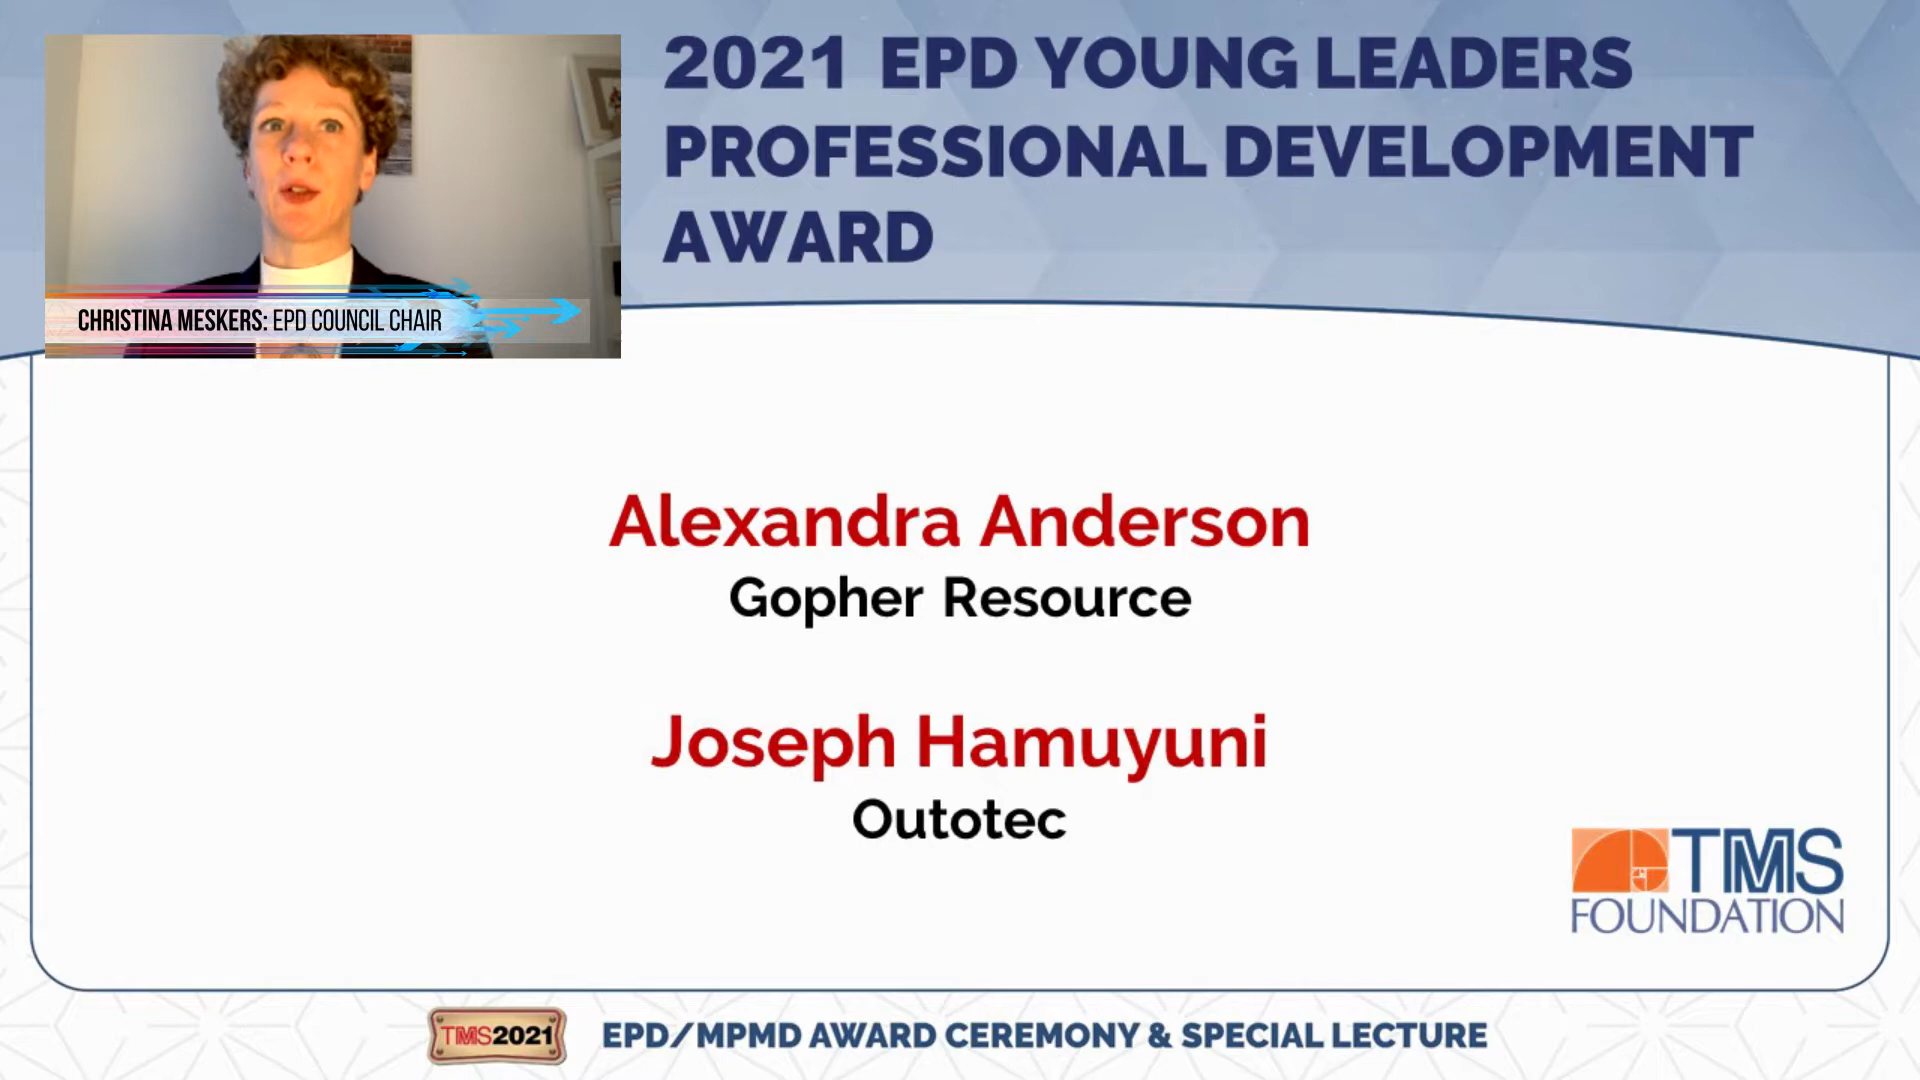 2021 EPD YOUNG LEADERS
PROFESSIONAL DEVELOPMENT
AWARD
CHRISTINA MESKERS: EPD COUNCIL CHAIR
Alexandra Anderson
Gopher Resource
Joseph Hamuyuni
Outotec
TMS
FOUNDATION
TMS2021
EPD/MPMD AWARD CEREMONY & SPECIAL LECTURE